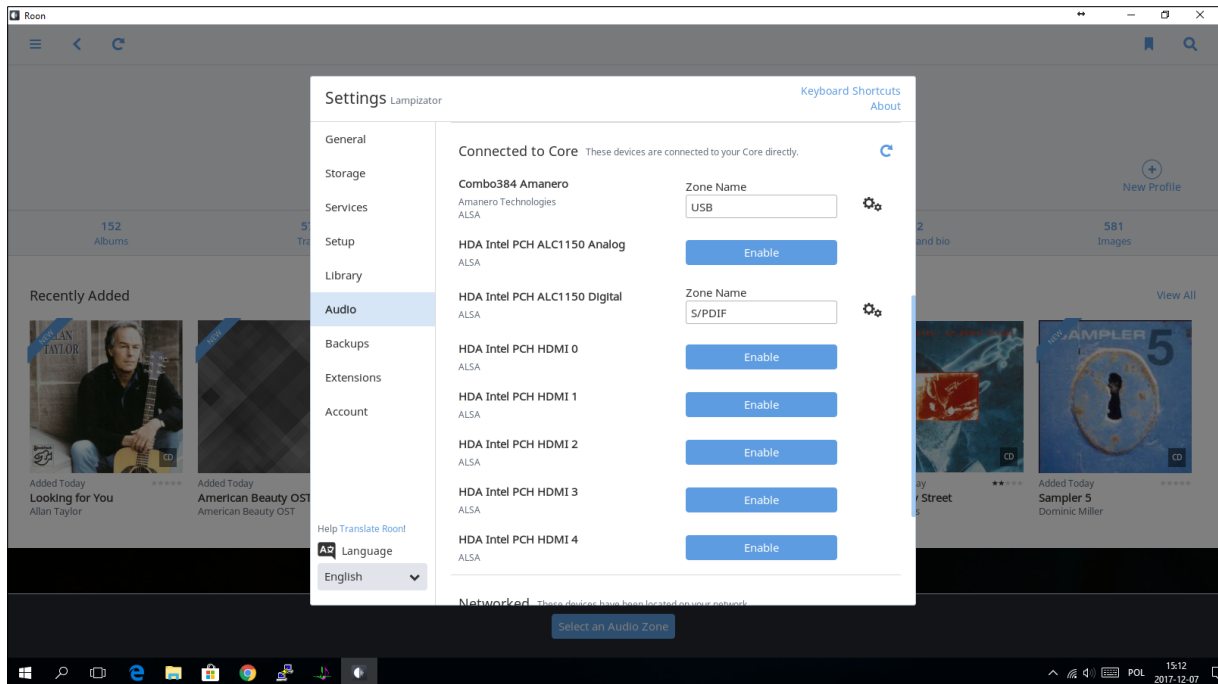 Roon
Settings Lampizator
Keyboard Shortcuts
About
General
Storage
Services
Setup
Library
Audio
Backups
Extensions
Account
Help Translate Roon!
Language
English
Connected to Core These devices are connected to your Core directly.
Combo384 Amanero
Amanero Technologies
ALSA
Zone Name
USB
HDA Intel PCH ALC1150 Analog
ALSA
Enable
HDA Intel PCH ALC1150 Digital
ALSA
Zone Name
S/PDIF
HDA Intel PCH HDMI 0
ALSA
Enable
HDA Intel PCH HDMI 1
ALSA
Enable
HDA Intel PCH HDMI 2
ALSA
Enable
HDA Intel PCH HDMI 3
ALSA
Enable
HDA Intel PCH HDMI 4
ALSA
Enable
Networked These devices have been located on your network
New Profile
152
Albums
581
Images
and bio
Recently Added
View All
NEW
ALLAN
TAYLOR
CD
Added Today
Looking for You
Allan Taylor
NEW
Added Today
American Beauty OST
American Beauty OST
CD
Street
NEW
SAMPLER 5
CD
Added Today
Sampler 5
Dominic Miller
Select an Audio Zone
POL
15:12
2017-12-07